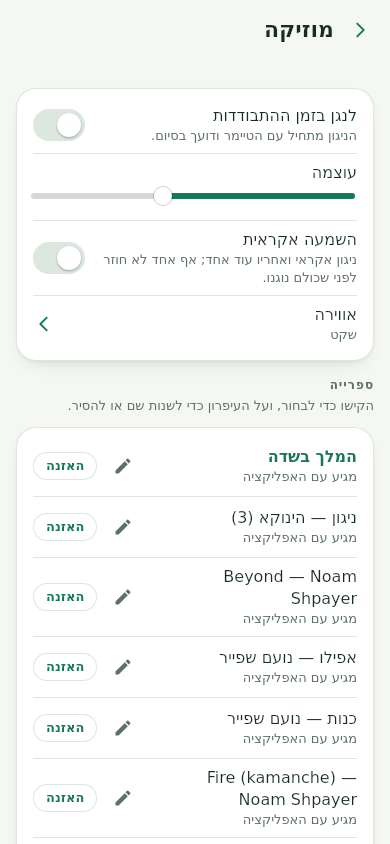 מוזיקה
לנגן בזמן ההתבודדות
הניגון מתחיל עם הטיימר ודועך בסיום.
עוצמה
השמעה אקראית
ניגון אקראי ואחריו עוד אחד; אף אחד לא חוזר
לפני שכולם נוגנו.
אווירה
שקט
ספרייה
הקישו כדי לבחור, ועל העיפרון כדי לשנות שם או להסיר.
המלך בשדה
מגיע עם האפליקציה
האזנה
ניגון — הינוקא (3)
מגיע עם האפליקציה
האזנה
Beyond — Noam
Shpayer
מגיע עם האפליקציה
האזנה
אפילו — נועם שפייר
מגיע עם האפליקציה
האזנה
כנות — נועם שפייר
מגיע עם האפליקציה
האזנה
Fire (kamanche) —
Noam Shpayer
מגיע עם האפליקציה
האזנה